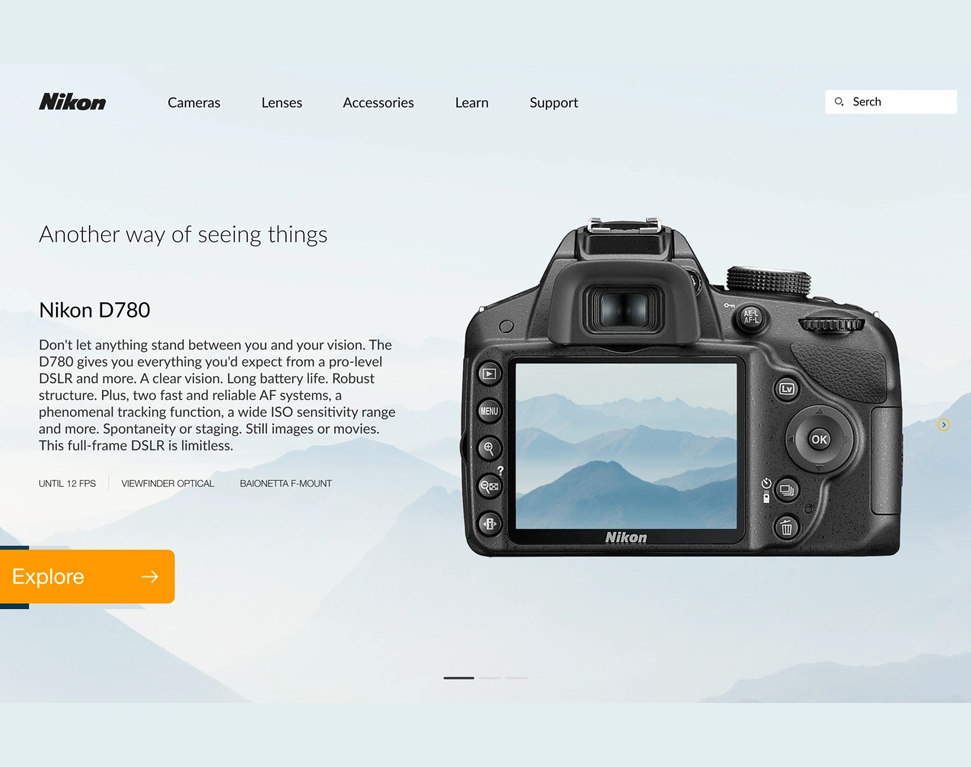 Nikon
Cameras Lenses Accessories Learn Support
Serch
Another way of seeing things
Nikon D780
Don't let anything stand between you and your vision. The
D780 gives you everything you'd expect from a pro-level
DSLR and more. A clear vision. Long battery life. Robust
structure. Plus, two fast and reliable AF systems, a
phenomenal tracking function, a wide ISO sensitivity range
and more. Spontaneity or staging. Still images or movies.
This full-frame DSLR is limitless.
UNTIL 12 FPS VIEWFINDER OPTICAL BAIONETTA F-MOUNT
Explore
AE-L
AF-L
Lv
MENU
OK
?
Nikon